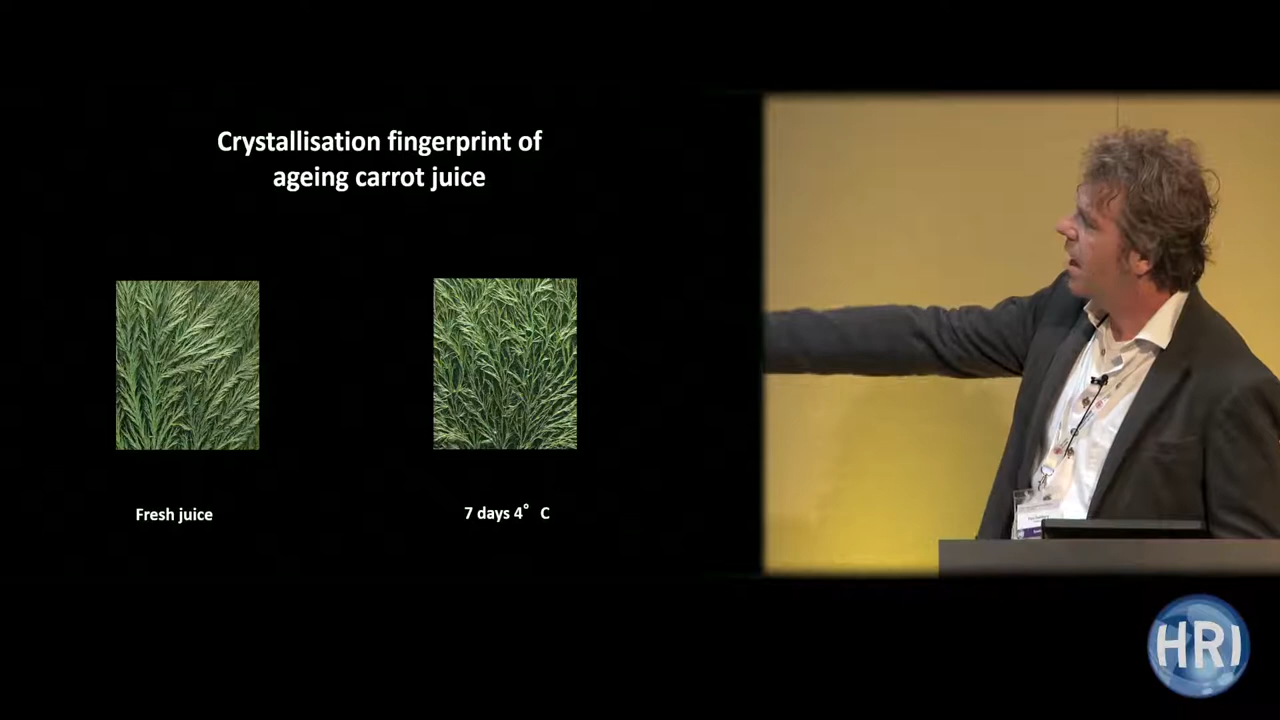 Crystallisation fingerprint of
ageing carrot juice
Fresh juice
7 days 4° C
HRI